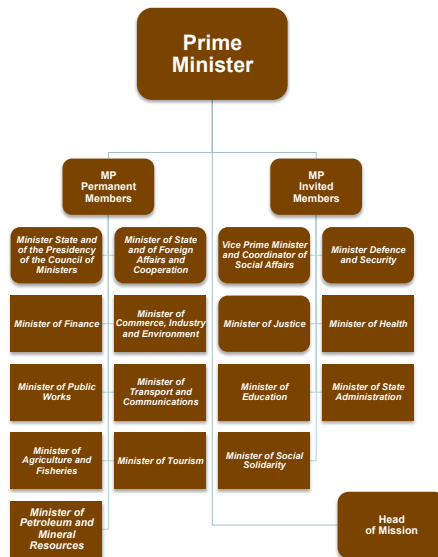 Prime
Minister
MP
Permanent
Members
MP
Invited
Members
Minister State and
of the Presidency
of the Council of
Ministers
Minister of State
and of Foreign
Affairs and
Cooperation
Vice Prime Minister
and Coordinator of
Social Affairs
Minister Defence
and Security
Minister of Finance
Minister of
Commerce, Industry
and Environment
Minister of Justice
Minister of Health
Minister of Public
Works
Minister of
Transport and
Communications
Minister of
Education
Minister of State
Administration
Minister of
Agriculture and
Fisheries
Minister of Tourism
Minister of Social
Solidarity
Minister of
Petroleum and
Mineral
Resources
Head
of Mission